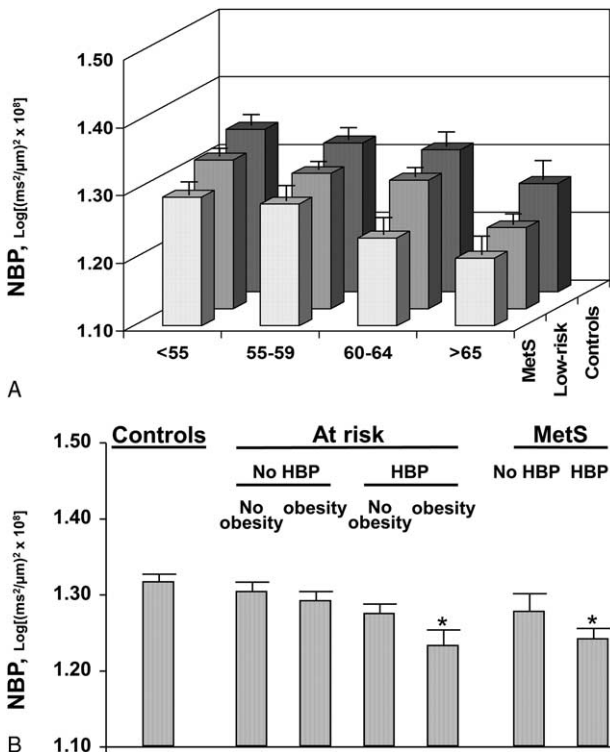 1.50
1.40
1.30
1.20
1.10
NBP, Log[(ms²/µm)² x 10⁸]
<55
55-59
60-64
>65
MetS
Low-risk
Controls
A
1.50
1.40
1.30
1.20
1.10
NBP, Log[(ms²/µm)² x 10⁸]
Controls
At risk
MetS
No HBP
HBP
No HBP
HBP
No
obesity
obesity
No
obesity
obesity
*
*
B